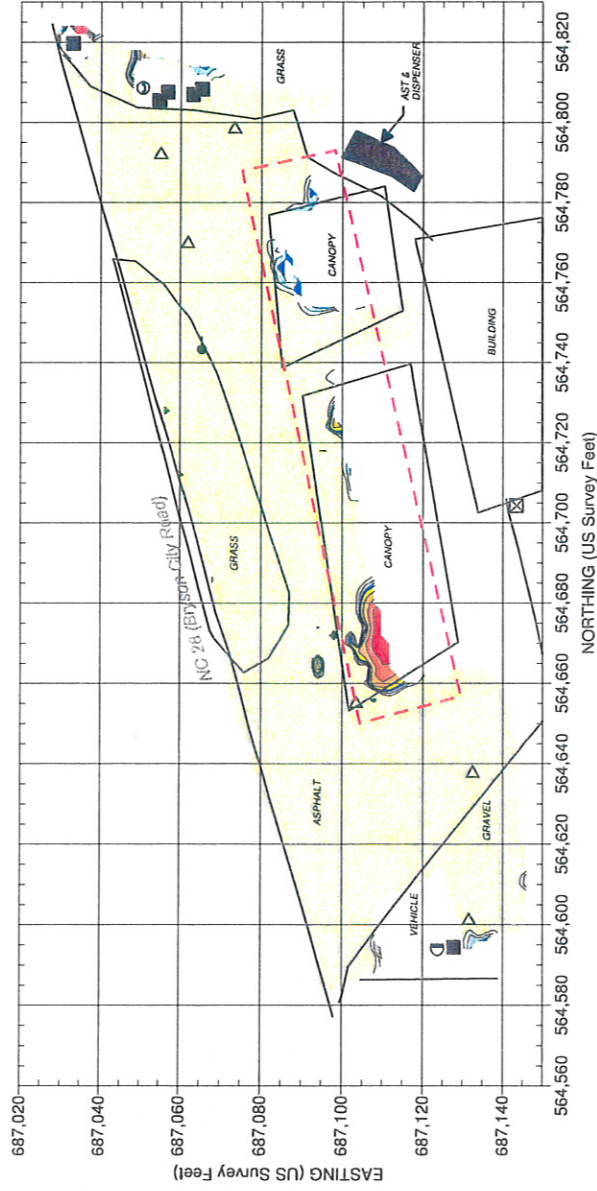 687,020
687,040
687,060
687,080
687,100
687,120
687,140
EASTING (US Survey Feet)
564,560
564,580
564,600
564,620
564,640
564,660
564,680
564,700
564,720
564,740
564,760
564,780
564,800
564,820
NORTHING (US Survey Feet)
NC 28 (Bryson City Road)
GRASS
GRASS
ASPHALT
CANOPY
CANOPY
BUILDING
AST &
DISPENSER
GRAVEL
VEHICLE